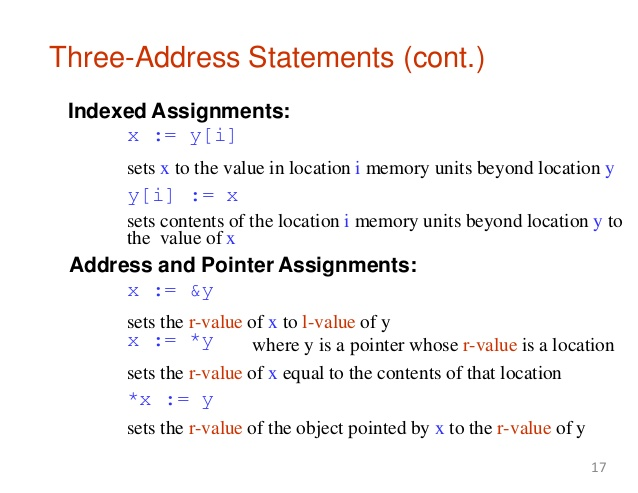 Three-Address Statements (cont.)
Indexed Assignments:
x := y[i]
sets x to the value in location i memory units beyond location y
y[i] := x
sets contents of the location i memory units beyond location y to
the value of x
Address and Pointer Assignments:
x := &y
sets the r-value of x to l-value of y
x := *y where y is a pointer whose r-value is a location
sets the r-value of x equal to the contents of that location
*x := y
sets the r-value of the object pointed by x to the r-value of y
17